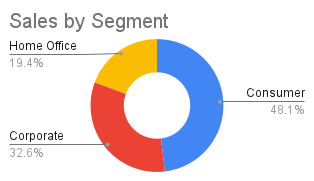 Sales by Segment
Home Office
19.4%
Consumer
48.1%
Corporate
32.6%